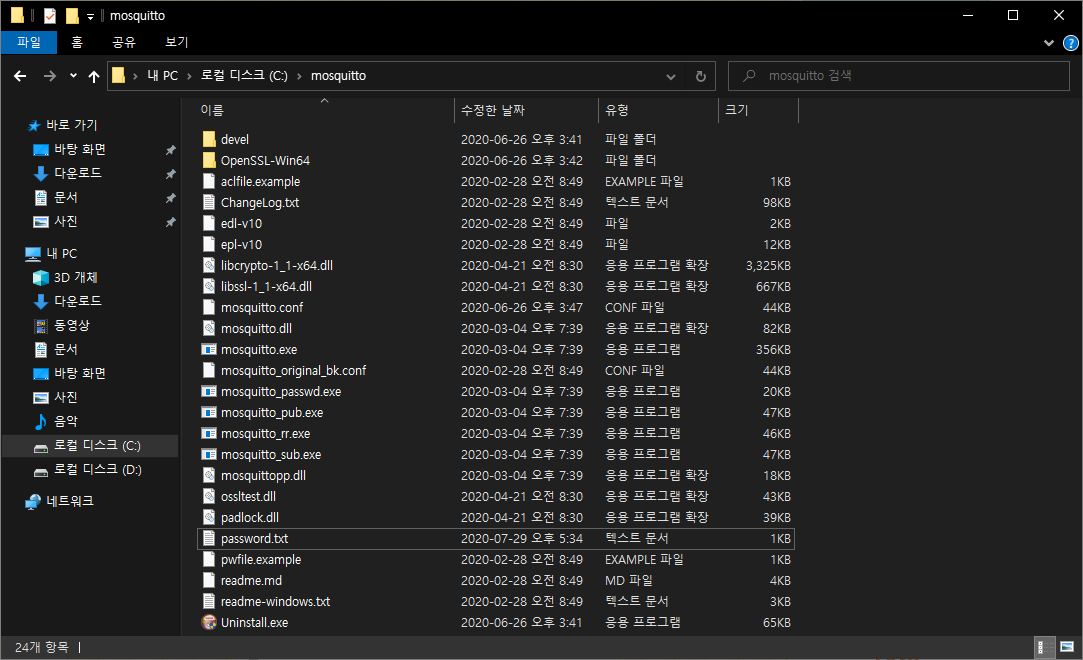 mosquitto
파일 홈 공유 보기
내 PC 로컬 디스크 (C:) mosquitto
mosquitto 검색
이름 수정한 날짜 유형 크기
바로 가기
바탕 화면
다운로드
문서
사진
내 PC
3D 개체
다운로드
동영상
문서
바탕 화면
사진
음악
로컬 디스크 (C:)
로컬 디스크 (D:)
네트워크
devel 2020-06-26 오후 3:41 파일 폴더
OpenSSL-Win64 2020-06-26 오후 3:42 파일 폴더
aclfile.example 2020-02-28 오전 8:49 EXAMPLE 파일 1KB
ChangeLog.txt 2020-02-28 오전 8:49 텍스트 문서 98KB
edl-v10 2020-02-28 오전 8:49 파일 2KB
epl-v10 2020-02-28 오전 8:49 파일 12KB
libcrypto-1_1-x64.dll 2020-04-21 오전 8:30 응용 프로그램 확장 3,325KB
libssl-1_1-x64.dll 2020-04-21 오전 8:30 응용 프로그램 확장 667KB
mosquitto.conf 2020-06-26 오후 3:47 CONF 파일 44KB
mosquitto.dll 2020-03-04 오후 7:39 응용 프로그램 확장 82KB
mosquitto.exe 2020-03-04 오후 7:39 응용 프로그램 356KB
mosquitto_original_bk.conf 2020-02-28 오전 8:49 CONF 파일 44KB
mosquitto_passwd.exe 2020-03-04 오후 7:39 응용 프로그램 20KB
mosquitto_pub.exe 2020-03-04 오후 7:39 응용 프로그램 47KB
mosquitto_rr.exe 2020-03-04 오후 7:39 응용 프로그램 46KB
mosquitto_sub.exe 2020-03-04 오후 7:39 응용 프로그램 47KB
mosquittopp.dll 2020-03-04 오후 7:39 응용 프로그램 확장 18KB
ossltest.dll 2020-04-21 오전 8:30 응용 프로그램 확장 43KB
padlock.dll 2020-04-21 오전 8:30 응용 프로그램 확장 39KB
password.txt 2020-07-29 오후 5:34 텍스트 문서 1KB
pwfile.example 2020-02-28 오전 8:49 EXAMPLE 파일 1KB
readme.md 2020-02-28 오전 8:49 MD 파일 4KB
readme-windows.txt 2020-02-28 오전 8:49 텍스트 문서 3KB
Uninstall.exe 2020-06-26 오후 3:41 응용 프로그램 65KB
24개 항목